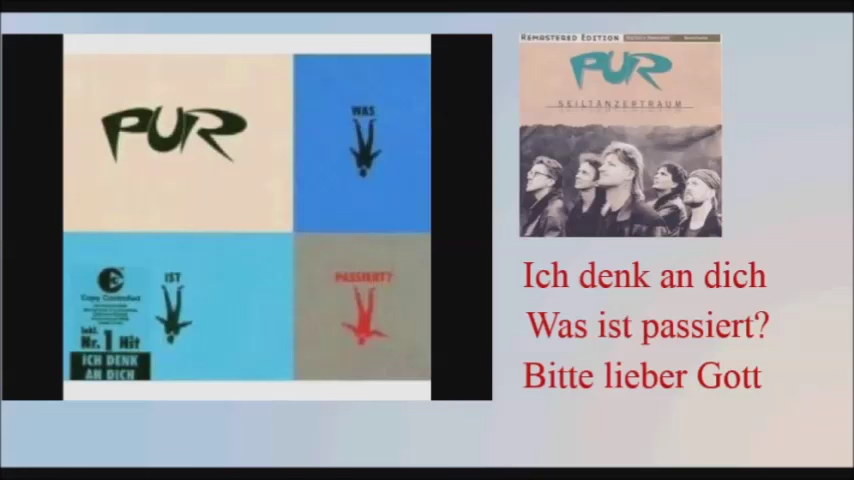 PUR
WAS
IST
PASSIERT?
Copy Controlled
Inkl.
Nr. 1 Hit
ICH DENK
AN DICH
REMASTERED EDITION
PUR
SEILTÄNZERTRAUM
Ich denk an dich
Was ist passiert?
Bitte lieber Gott